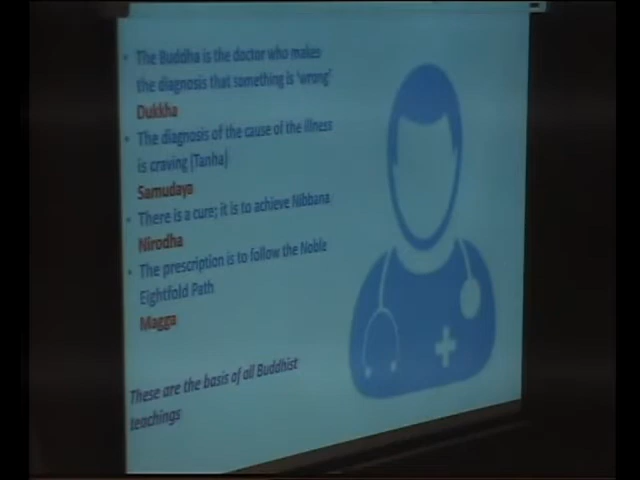 • The Buddha is the doctor who makes
the diagnosis that something is 'wrong'
Dukkha
• The diagnosis of the cause of the illness
is craving (Tanha)
Samudaya
• There is a cure; it is to achieve Nibbana
Nirodha
• The prescription is to follow the Noble
Eightfold Path
Magga
These are the basis of all Buddhist
teachings